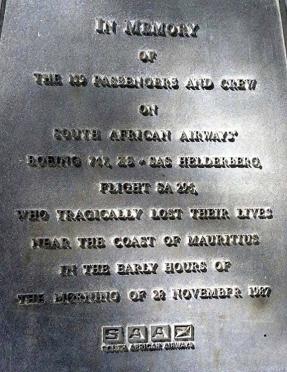 IN MEMORY
OF
THE 159 PASSENGERS AND CREW
ON
SOUTH AFRICAN AIRWAYS'
BOEING 747, ZS - SAS HELDERBERG,
FLIGHT SA 295,
WHO TRAGICALLY LOST THEIR LIVES
NEAR THE COAST OF MAURITIUS
IN THE EARLY HOURS OF
THE MORNING OF 28 NOVEMBER 1987
SAA
SOUTH AFRICAN AIRWAYS